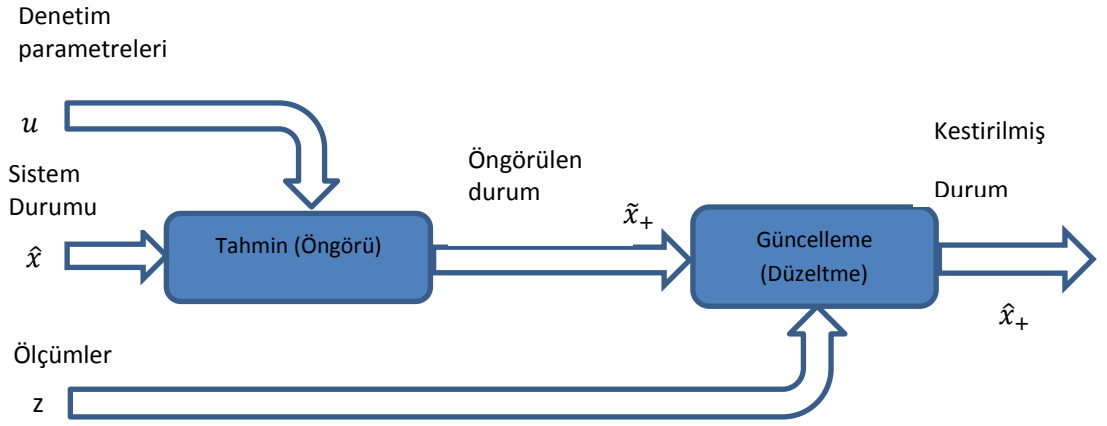 Denetim
parametreleri
u
Sistem
Durumu
x̂
Tahmin (Öngörü)
Öngörülen
durum
x̃₊
Güncelleme
(Düzeltme)
Kestirilmiş
Durum
x̂₊
Ölçümler
z